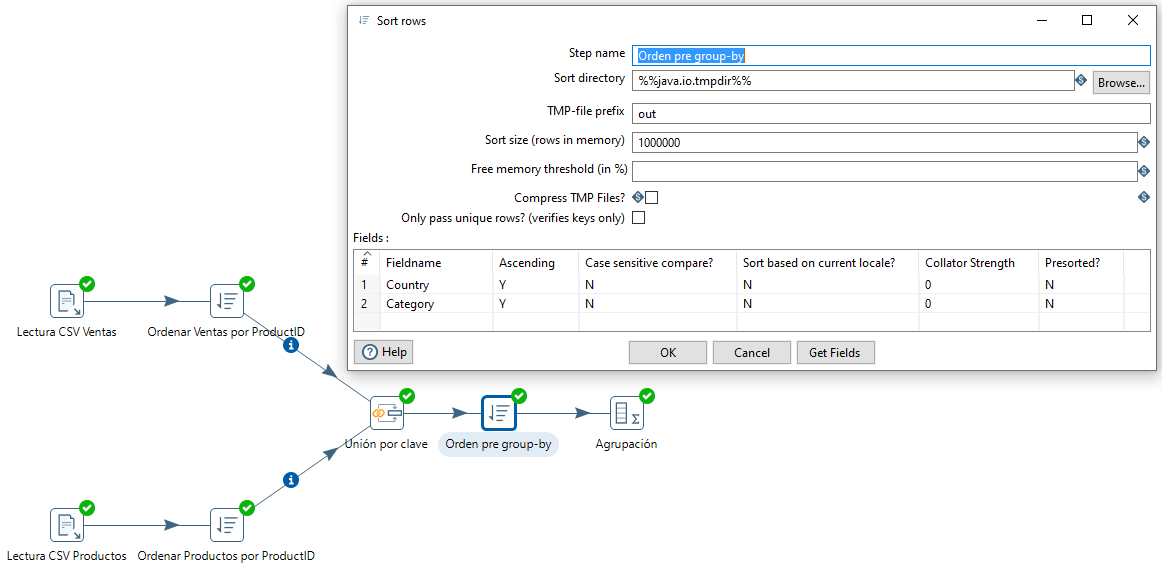 Sort rows
Step name Orden pre group-by
Sort directory %%java.io.tmpdir%% Browse...
TMP-file prefix out
Sort size (rows in memory) 1000000
Free memory threshold (in %)
Compress TMP Files?
Only pass unique rows? (verifies keys only)
Fields :
# Fieldname Ascending Case sensitive compare? Sort based on current locale? Collator Strength Presorted?
1 Country Y N N 0 N
2 Category Y N N 0 N
Help OK Cancel Get Fields
Lectura CSV Ventas
Ordenar Ventas por ProductID
Unión por clave
Orden pre group-by
Agrupación
Lectura CSV Productos
Ordenar Productos por ProductID